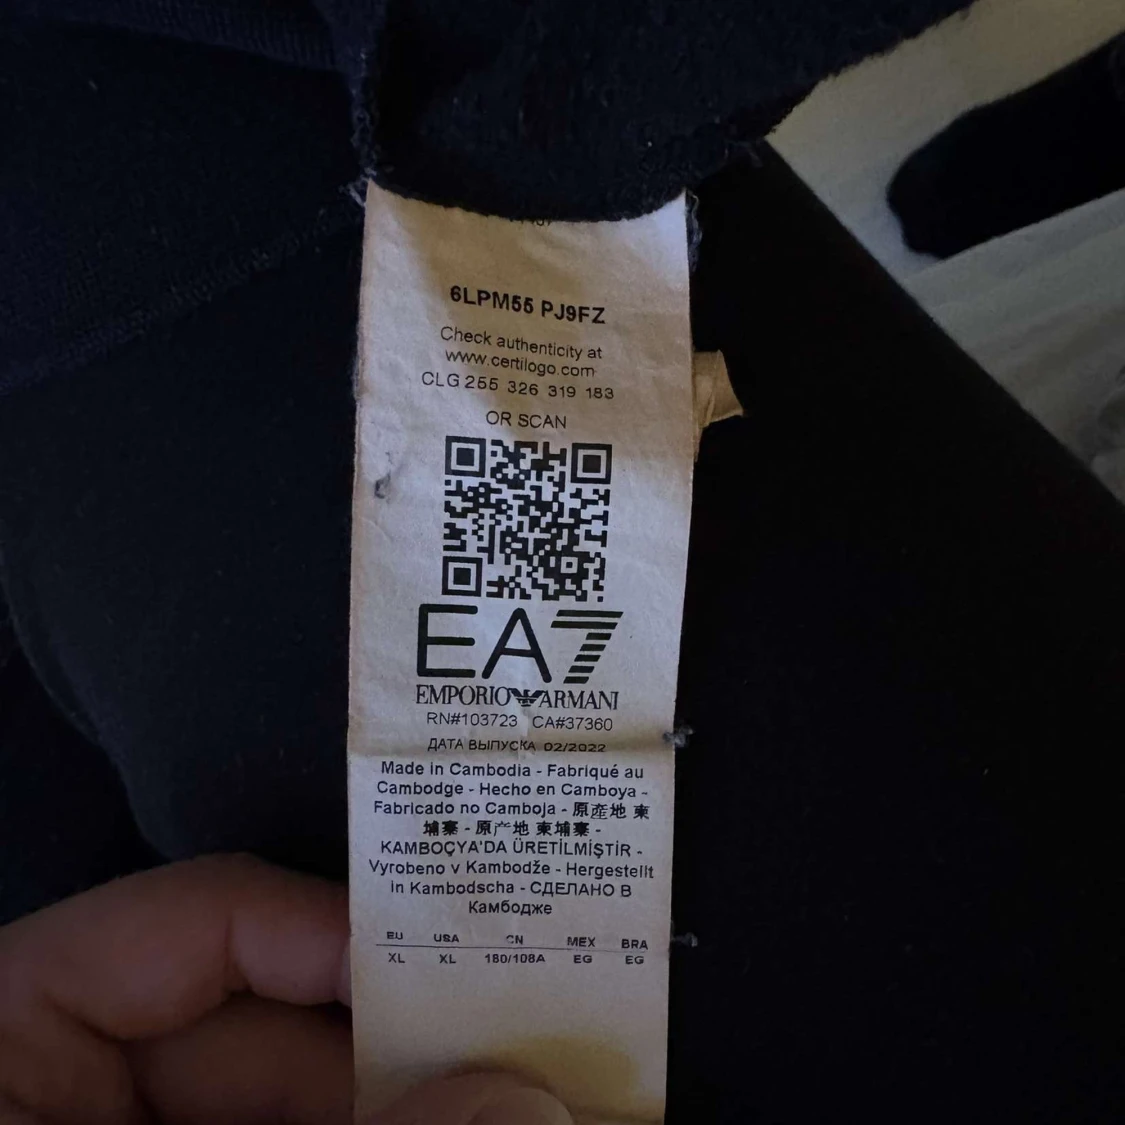 6LPM55 PJ9FZ
Check authenticity at
www.certilogo.com
CLG 255 326 319 183
OR SCAN
EA7
EMPORIO ARMANI
RN#103723 CA#37360
ДАТА ВЫПУСКА 02/2022
Made in Cambodia - Fabriqué au
Cambodge - Hecho en Camboya -
Fabricado no Camboja - 原產地 柬
埔寨 - 原产地 柬埔寨 -
KAMBOÇYA'DA ÜRETİLMİŞTİR -
Vyrobeno v Kambodže - Hergestellt
in Kambodscha - СДЕЛАНО В
Камбодже
EU USA CN MEX BRA
XL XL 180/108A EG EG